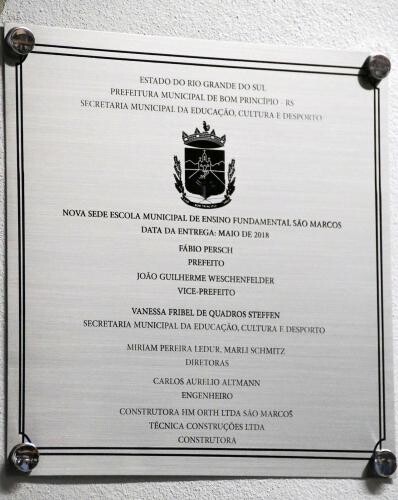 ESTADO DO RIO GRANDE DO SUL
PREFEITURA MUNICIPAL DE BOM PRINCÍPIO - RS
SECRETARIA MUNICIPAL DA EDUCAÇÃO, CULTURA E DESPORTO
NOVA SEDE ESCOLA MUNICIPAL DE ENSINO FUNDAMENTAL SÃO MARCOS
DATA DA ENTREGA: MAIO DE 2018
FÁBIO PERSCH
PREFEITO
JOÃO GUILHERME WESCHENFELDER
VICE-PREFEITO
VANESSA FRIBEL DE QUADROS STEFFEN
SECRETARIA MUNICIPAL DA EDUCAÇÃO, CULTURA E DESPORTO
MIRIAM PEREIRA LEDUR, MARLI SCHMITZ
DIRETORAS
CARLOS AURELIO ALTMANN
ENGENHEIRO
CONSTRUTORA HM ORTH LTDA SÃO MARCOS
TÉCNICA CONSTRUÇÕES LTDA
CONSTRUTORA